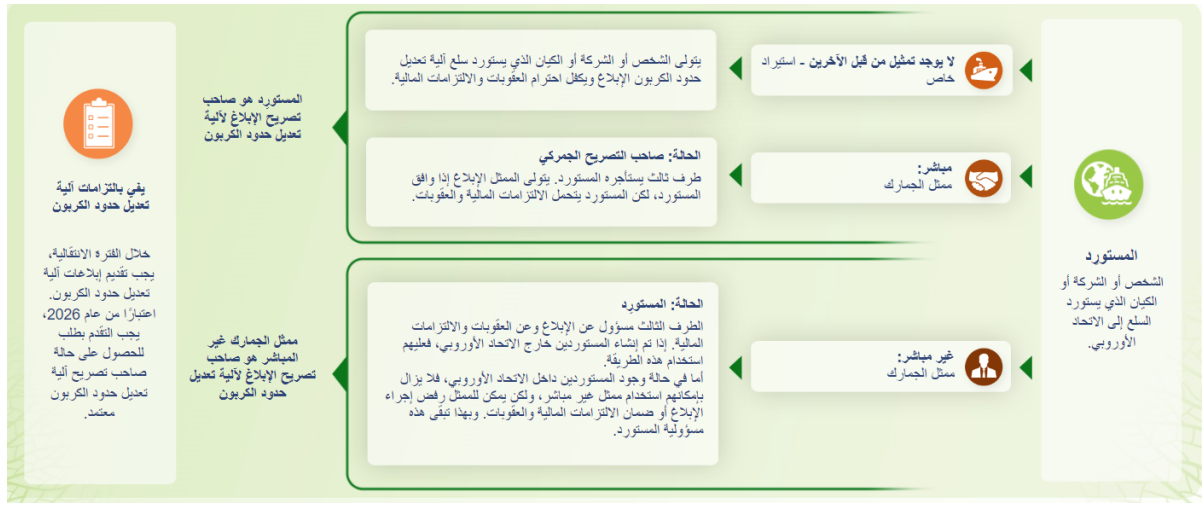 المستورِد
الشخص أو الشركة أو
الكيان الذي يستورد
السلع إلى الاتحاد
الأوروبي.
لا يوجد تمثيل من قبل الآخرين - استيراد
خاص
يتولى الشخص أو الشركة أو الكيان الذي يستورد سلع آلية تعديل
حدود الكربون الإبلاغ ويكفل احترام العقوبات والالتزامات المالية.
مباشر:
ممثل الجمارك
الحالة: صاحب التصريح الجمركي
طرف ثالث يستأجره المستورد. يتولى الممثل الإبلاغ إذا وافق
المستورد، لكن المستورد يتحمل الالتزامات المالية والعقوبات.
المستورِد هو صاحب
تصريح الإبلاغ لآلية
تعديل حدود الكربون
غير مباشر:
ممثل الجمارك
الحالة: المستورِد
الطرف الثالث مسؤول عن الإبلاغ وعن العقوبات والالتزامات
المالية. إذا تم إنشاء المستوردين خارج الاتحاد الأوروبي، فعليهم
استخدام هذه الطريقة.
أما في حالة وجود المستوردين داخل الاتحاد الأوروبي، فلا يزال
بإمكانهم استخدام ممثل غير مباشر، ولكن يمكن للممثل رفض إجراء
الإبلاغ أو ضمان الالتزامات المالية والعقوبات. وبهذا تبقى هذه
مسؤولية المستورد.
ممثل الجمارك غير
المباشر هو صاحب
تصريح الإبلاغ لآلية تعديل
حدود الكربون
يفي بالتزامات آلية
تعديل حدود الكربون
خلال الفترة الانتقالية،
يجب تقديم إبلاغات آلية
تعديل حدود الكربون.
اعتبارًا من عام 2026،
يجب التقدم بطلب
للحصول على حالة
صاحب تصريح آلية
تعديل حدود الكربون
معتمد.